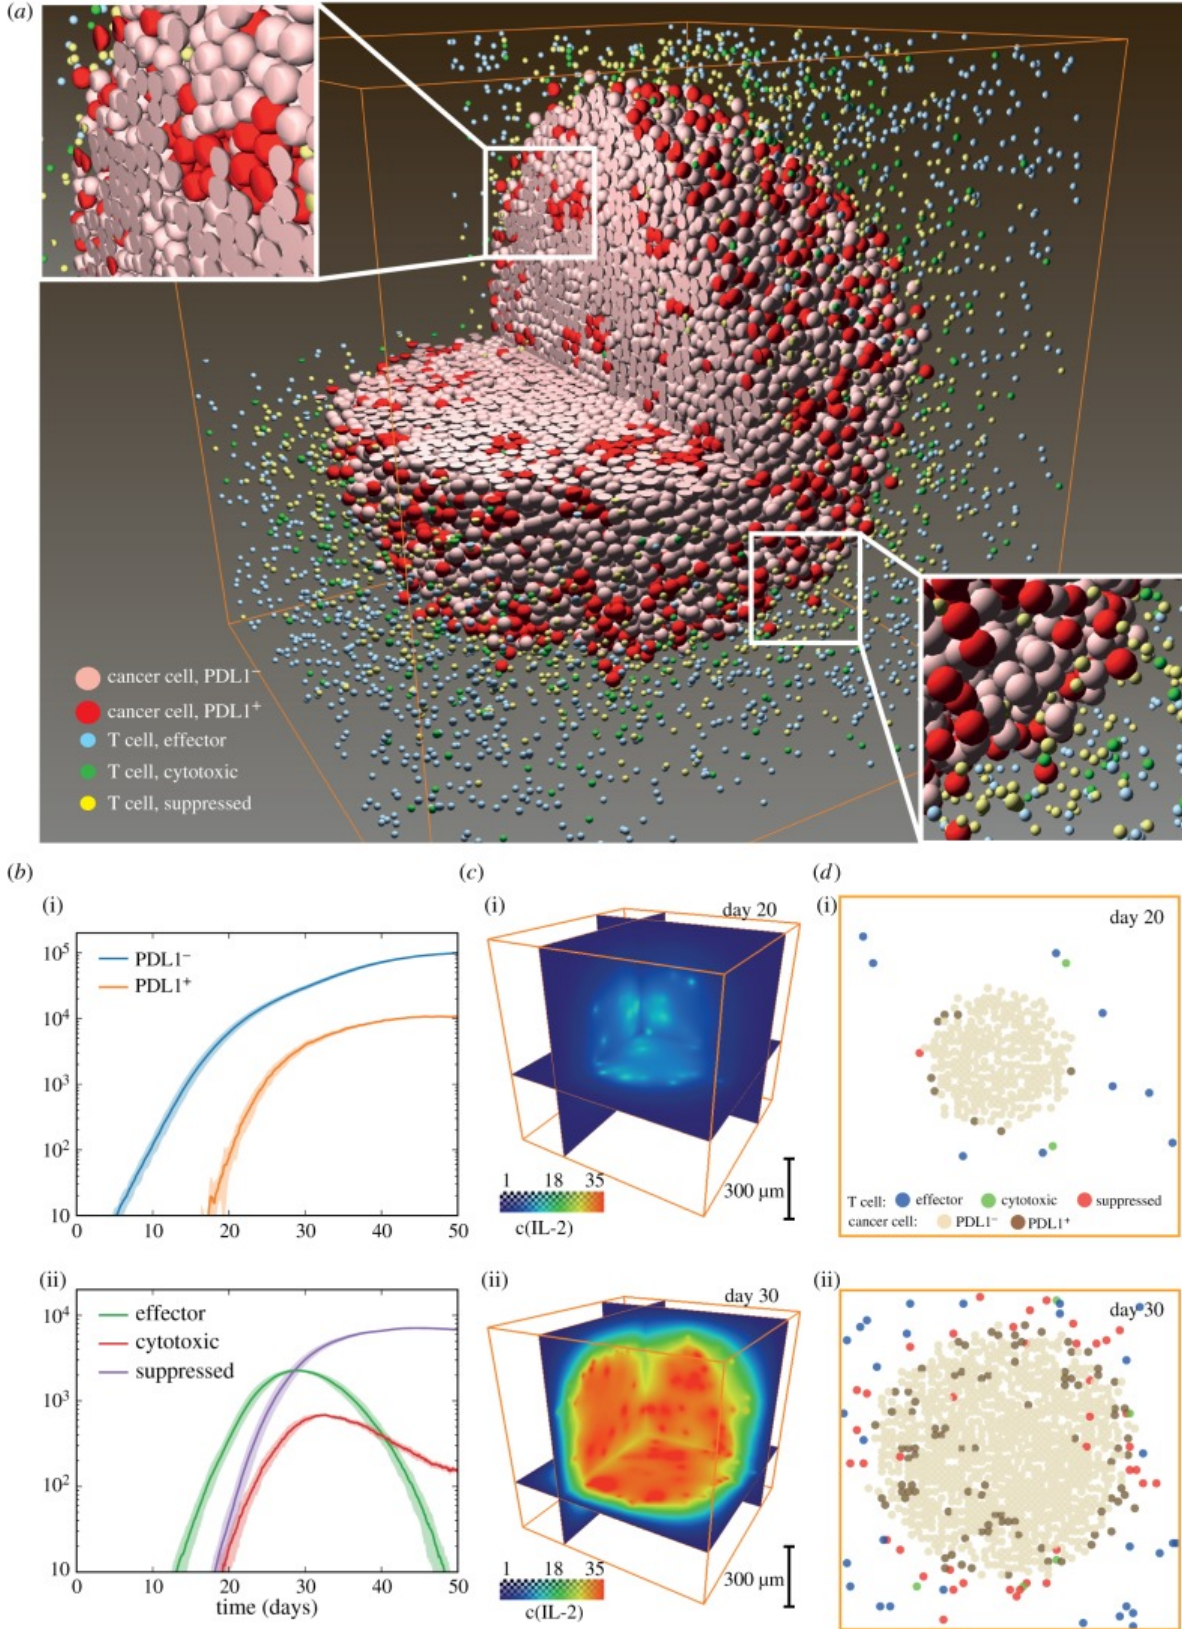 (a)
cancer cell, PDL1⁻
cancer cell, PDL1⁺
T cell, effector
T cell, cytotoxic
T cell, suppressed
(b)
(i)
PDL1⁻
PDL1⁺
10⁵
10⁴
10³
10²
10
0 10 20 30 40 50
(ii)
effector
cytotoxic
suppressed
10⁴
10³
10²
10
0 10 20 30 40 50
time (days)
(c)
(i)
day 20
1 18 35
c(IL-2)
300 µm
(ii)
day 30
1 18 35
c(IL-2)
300 µm
(d)
(i)
day 20
T cell: effector cytotoxic suppressed
cancer cell: PDL1⁻ PDL1⁺
(ii)
day 30